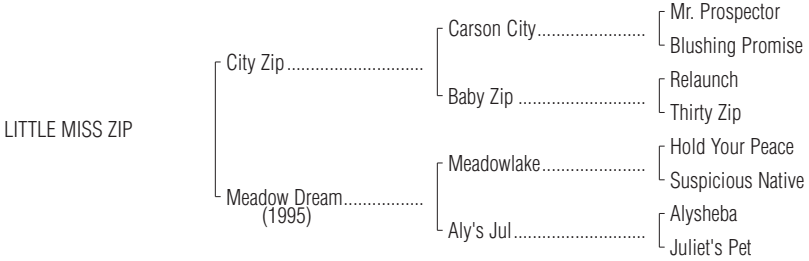 Mr. Prospector
Carson City........................
Blushing Promise
City Zip.............................
Relaunch
Baby Zip ...........................
Thirty Zip
LITTLE MISS ZIP
Hold Your Peace
Meadowlake......................
Suspicious Native
Meadow Dream.................
(1995)
Alysheba
Aly's Jul............................
Juliet's Pet